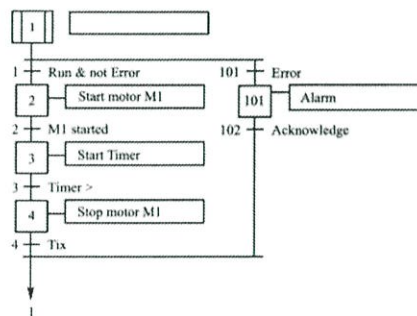 1
1 Run & not Error 101 Error
2 Start motor M1 101 Alarm
2 M1 started 102 Acknowledge
3 Start Timer
3 Timer >
4 Stop motor M1
4 Tıx
1